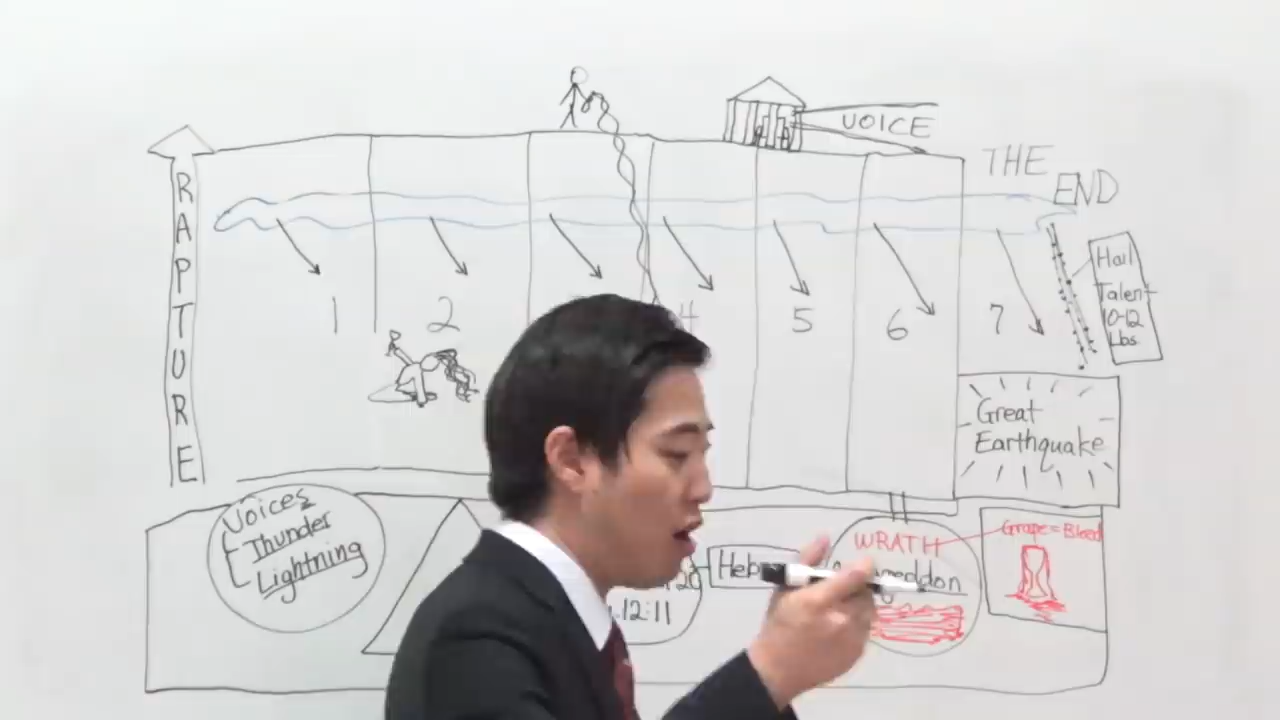 RAPTURE
VOICE
THE
END
1
2
4
5
6
7
Hail
Talent
10-12
Lbs
Great
Earthquake
Voices
Thunder
Lightning
12:11
WRATH
Grape = Blood